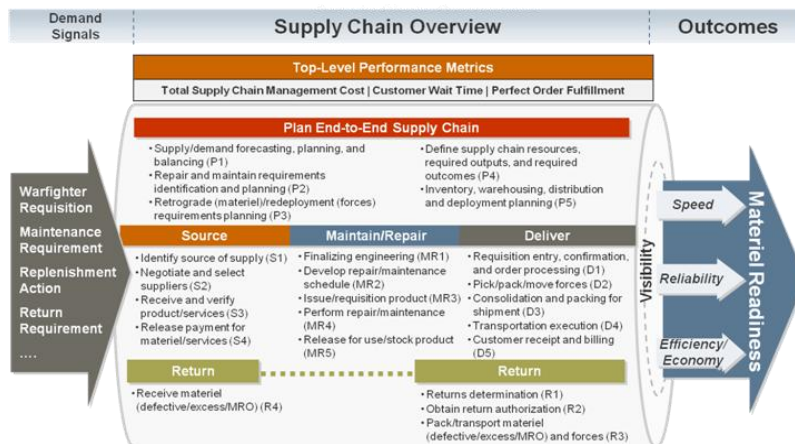 Demand
Signals
Supply Chain Overview
Outcomes
Top-Level Performance Metrics
Total Supply Chain Management Cost | Customer Wait Time | Perfect Order Fulfillment
Plan End-to-End Supply Chain
•Supply/demand forecasting, planning, and
balancing (P1)
•Repair and maintain requirements
identification and planning (P2)
•Retrograde (materiel)/redeployment (forces)
requirements planning (P3)
•Define supply chain resources,
required outputs, and required
outcomes (P4)
•Inventory, warehousing, distribution
and deployment planning (P5)
Warfighter
Requisition
Maintenance
Requirement
Replenishment
Action
Return
Requirement
....
Source
•Identify source of supply (S1)
•Negotiate and select
suppliers (S2)
•Receive and verify
product/services (S3)
•Release payment for
materiel/services (S4)
Maintain/Repair
•Finalizing engineering (MR1)
•Develop repair/maintenance
schedule (MR2)
•Issue/requisition product (MR3)
•Perform repair/maintenance
(MR4)
•Release for use/stock product
(MR5)
Deliver
•Requisition entry, confirmation,
and order processing (D1)
•Pick/pack/move forces (D2)
•Consolidation and packing for
shipment (D3)
•Transportation execution (D4)
•Customer receipt and billing
(D5)
Return
•Receive materiel
(defective/excess/MRO) (R4)
Return
•Returns determination (R1)
•Obtain return authorization (R2)
•Pack/transport materiel
(defective/excess/MRO) and forces (R3)
Visibility
Speed
Reliability
Efficiency/
Economy
Materiel Readiness